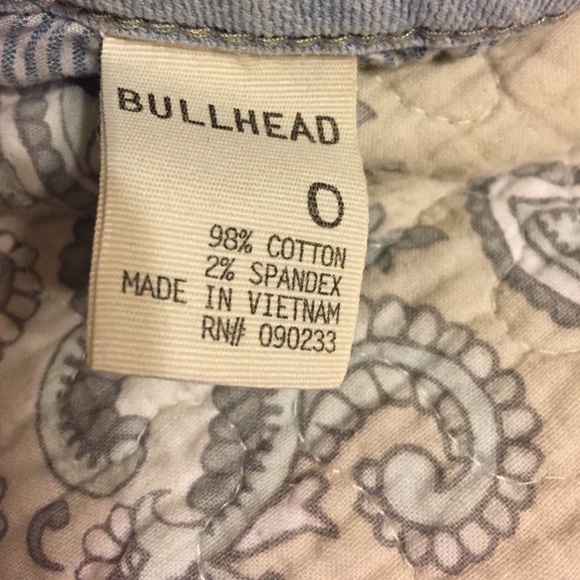 BULLHEAD
0
98% COTTON
2% SPANDEX
MADE IN VIETNAM
RN# 090233